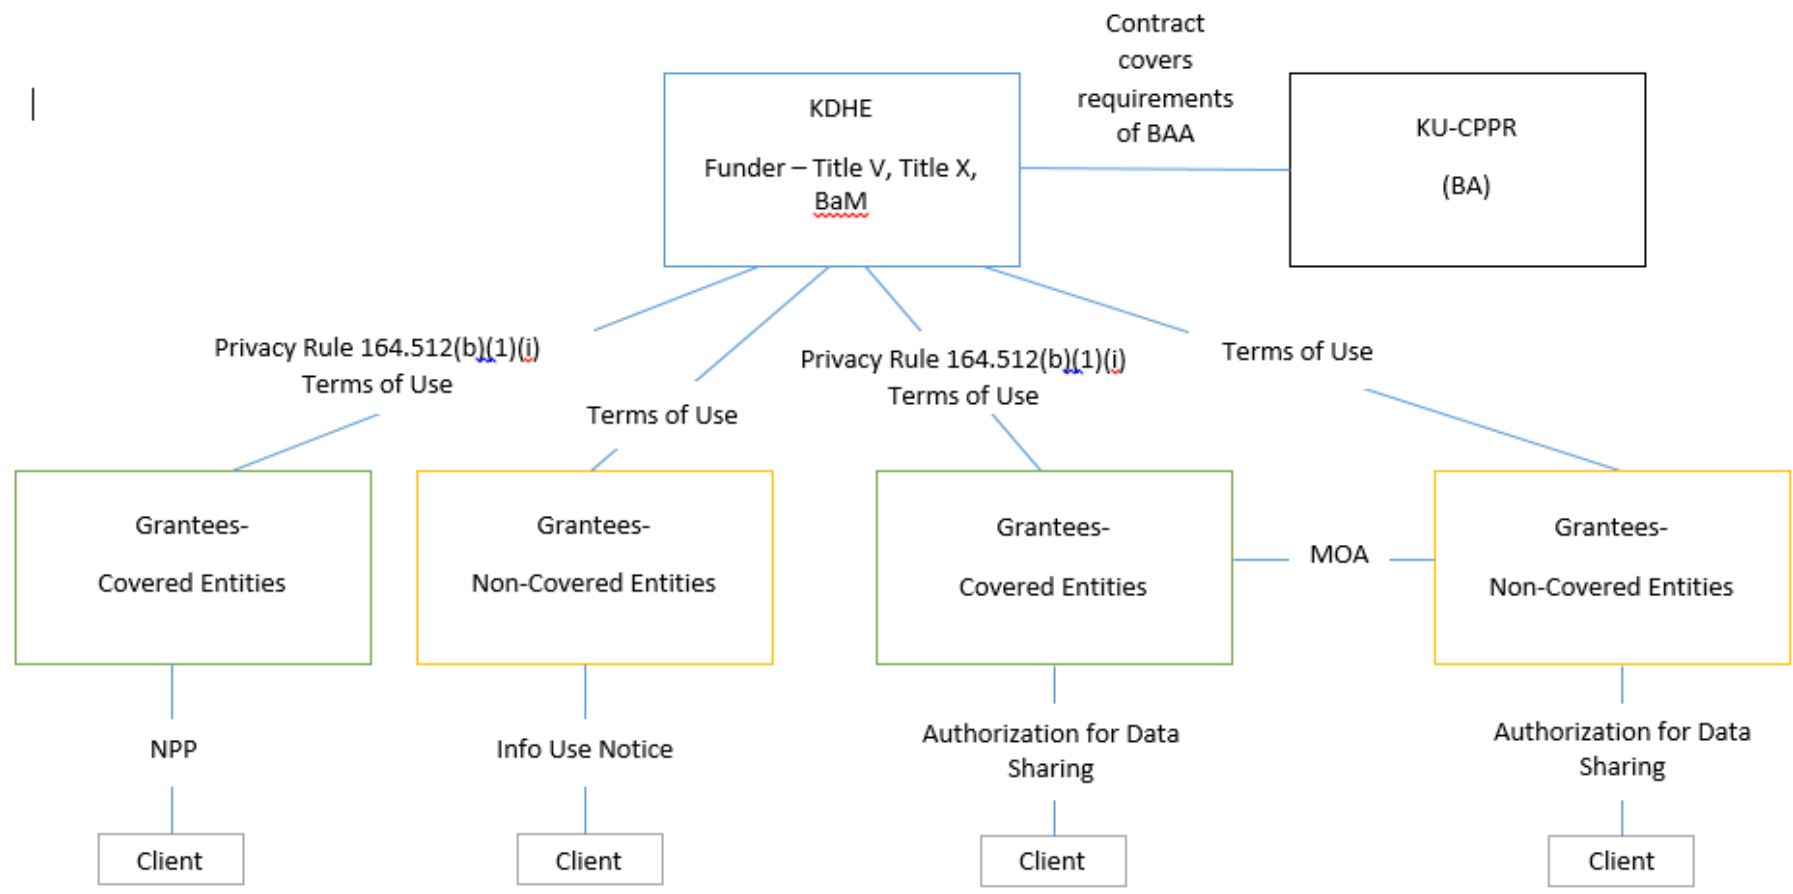 Contract
covers
requirements
of BAA
KDHE
Funder – Title V, Title X,
BaM
KU-CPPR
(BA)
Privacy Rule 164.512(b)(1)(i)
Terms of Use
Terms of Use
Privacy Rule 164.512(b)(1)(i)
Terms of Use
Terms of Use
Grantees-
Covered Entities
Grantees-
Non-Covered Entities
Grantees-
Covered Entities
MOA
Grantees-
Non-Covered Entities
NPP
Info Use Notice
Authorization for Data
Sharing
Authorization for Data
Sharing
Client
Client
Client
Client